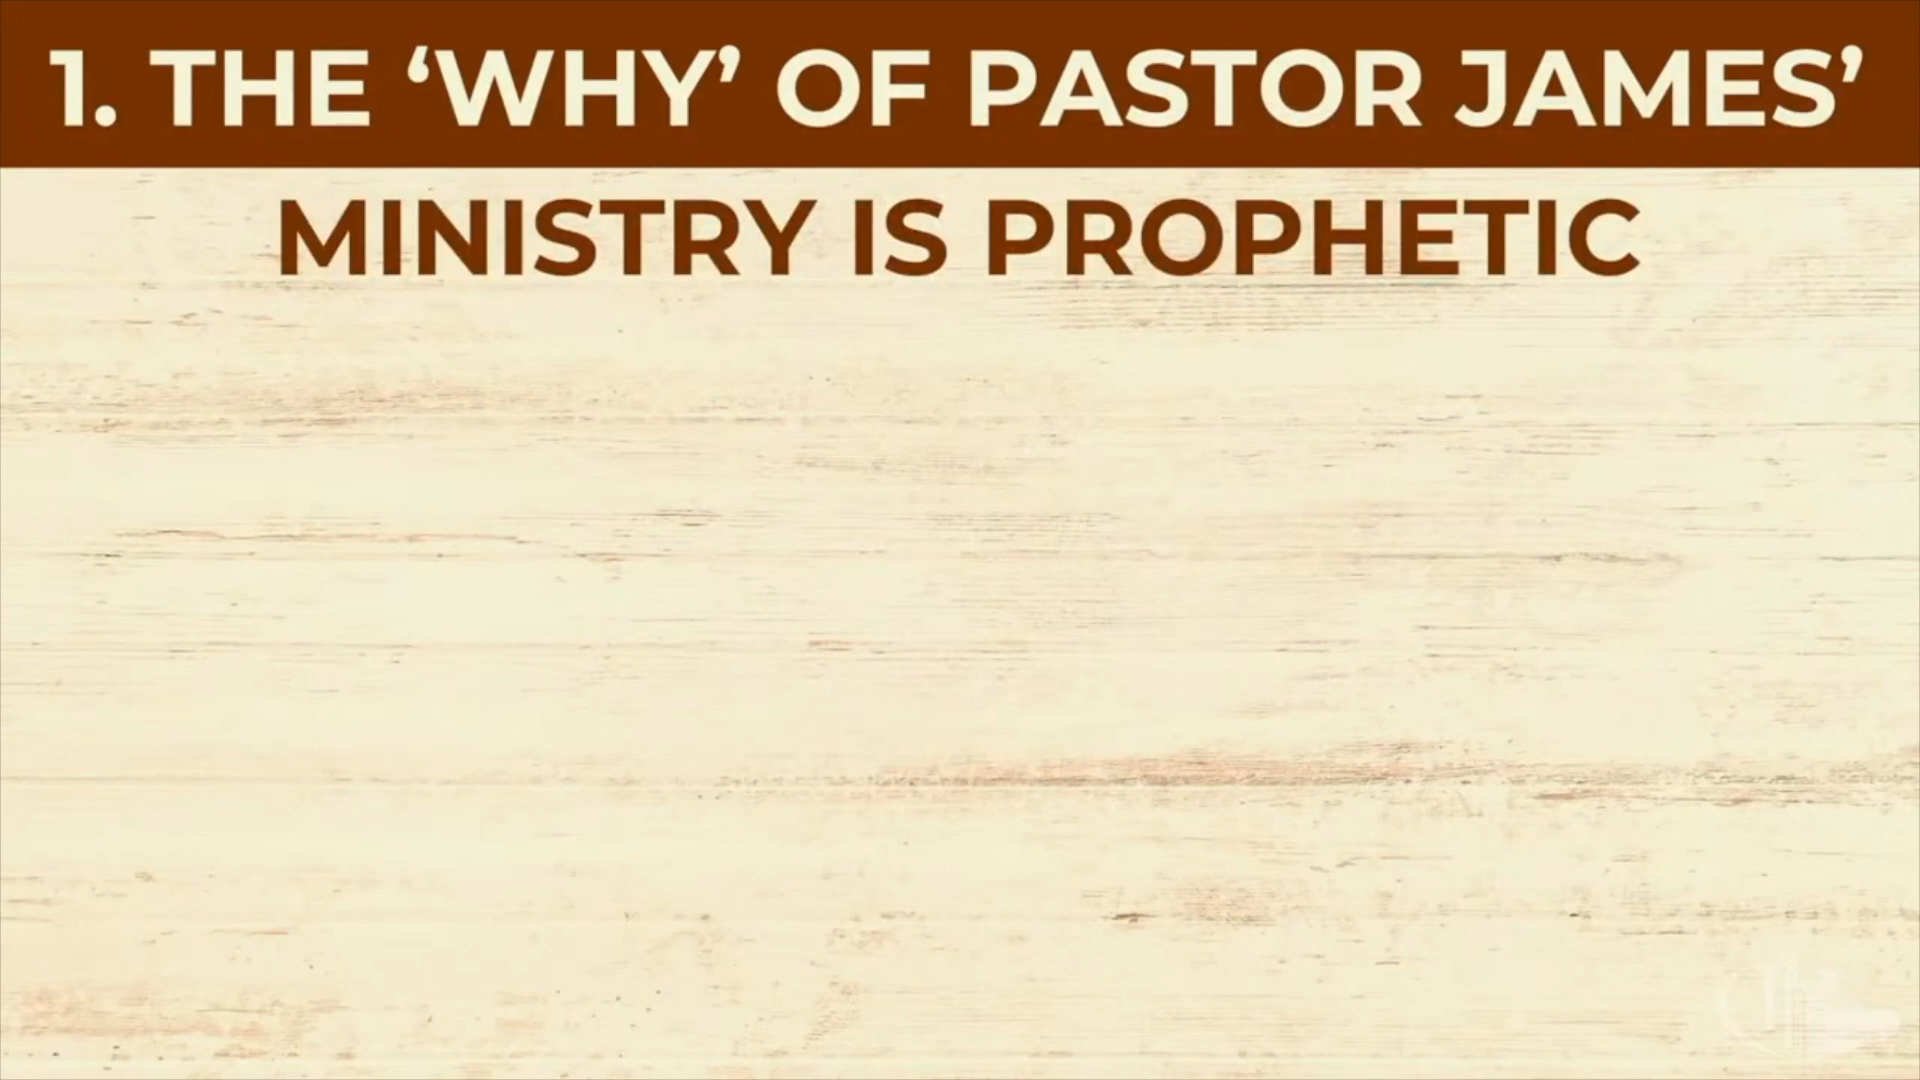 1. THE ‘WHY’ OF PASTOR JAMES’
MINISTRY IS PROPHETIC